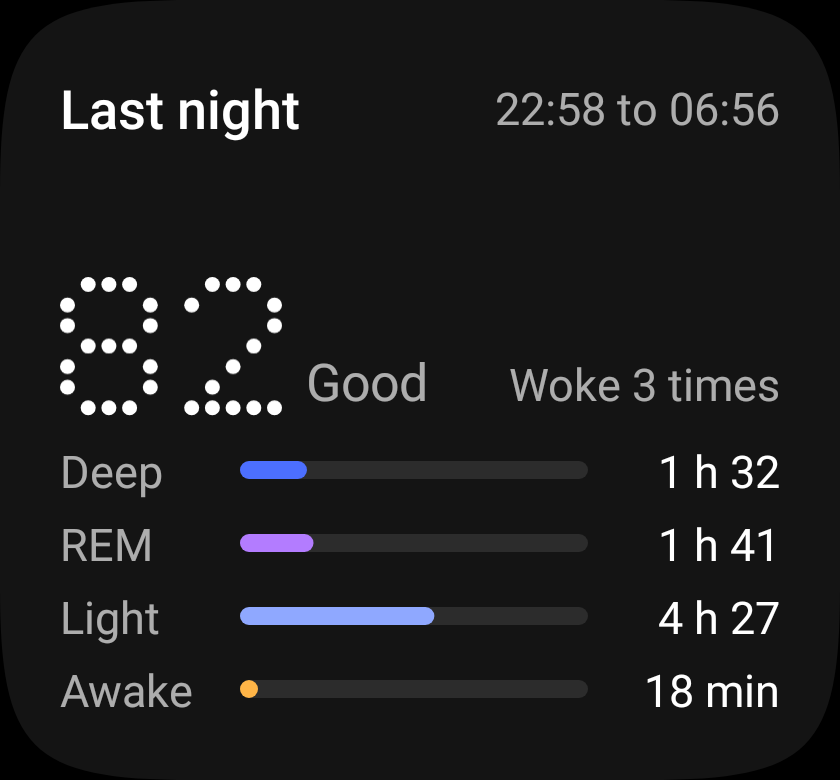 Last night 22:58 to 06:56
82 Good Woke 3 times
Deep 1 h 32
REM 1 h 41
Light 4 h 27
Awake 18 min